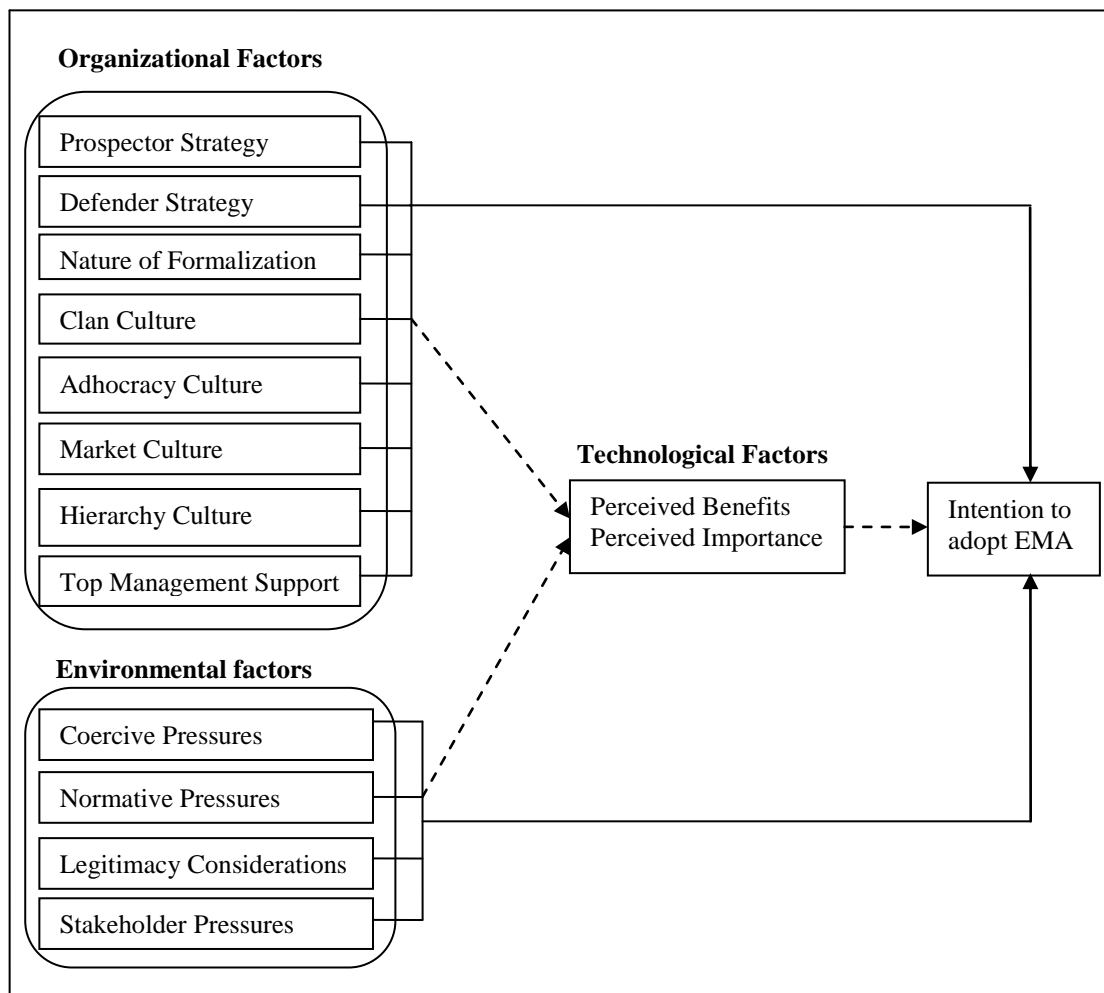 Organizational Factors
Prospector Strategy
Defender Strategy
Nature of Formalization
Clan Culture
Adhocracy Culture
Market Culture
Hierarchy Culture
Top Management Support
Technological Factors
Perceived Benefits
Perceived Importance
Intention to
adopt EMA
Environmental factors
Coercive Pressures
Normative Pressures
Legitimacy Considerations
Stakeholder Pressures